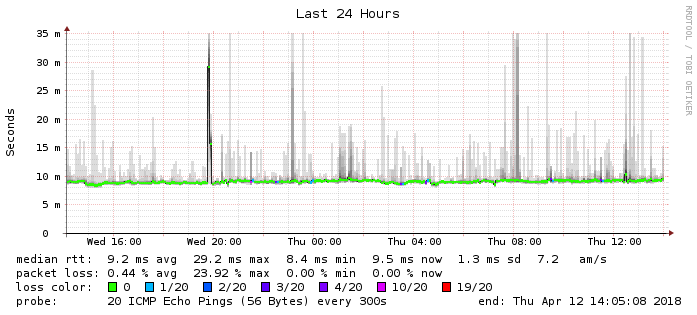 Last 24 Hours
RRDTOOL / TOBI OETIKER
Seconds
35 m
30 m
25 m
20 m
15 m
10 m
5 m
0
Wed 16:00 Wed 20:00 Thu 00:00 Thu 04:00 Thu 08:00 Thu 12:00
median rtt: 9.2 ms avg 29.2 ms max 8.4 ms min 9.5 ms now 1.3 ms sd 7.2 am/s
packet loss: 0.44 % avg 23.92 % max 0.00 % min 0.00 % now
loss color: 0 1/20 2/20 3/20 4/20 10/20 19/20
probe: 20 ICMP Echo Pings (56 Bytes) every 300s end: Thu Apr 12 14:05:08 2018